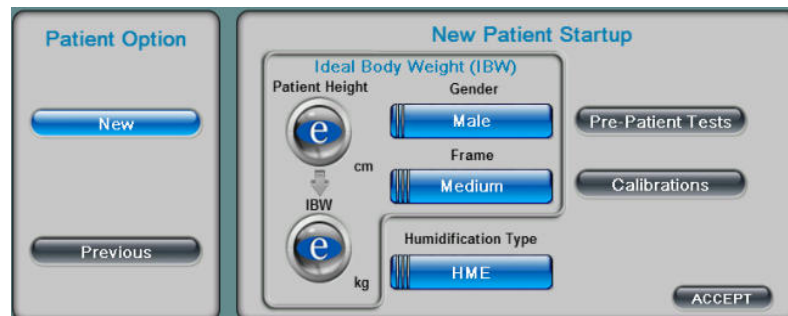 Patient Option
New
Previous
New Patient Startup
Ideal Body Weight (IBW)
Patient Height
e
cm
IBW
e
kg
Gender
Male
Frame
Medium
Humidification Type
HME
Pre-Patient Tests
Calibrations
ACCEPT